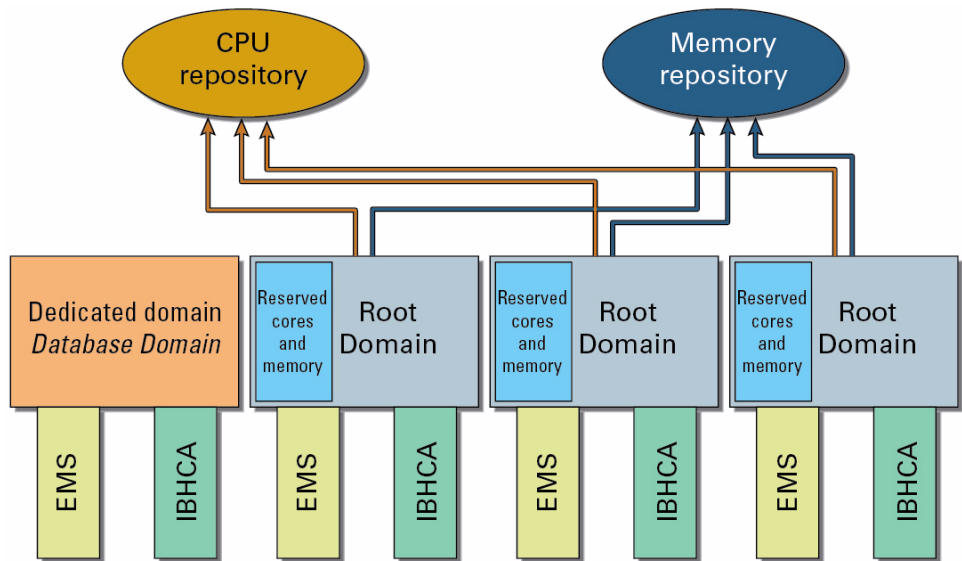 CPU
repository
Memory
repository
Dedicated domain
Database Domain
Reserved
cores
and
memory
Root
Domain
Reserved
cores
and
memory
Root
Domain
Reserved
cores
and
memory
Root
Domain
EMS
IBHCA
EMS
IBHCA
EMS
IBHCA
EMS
IBHCA